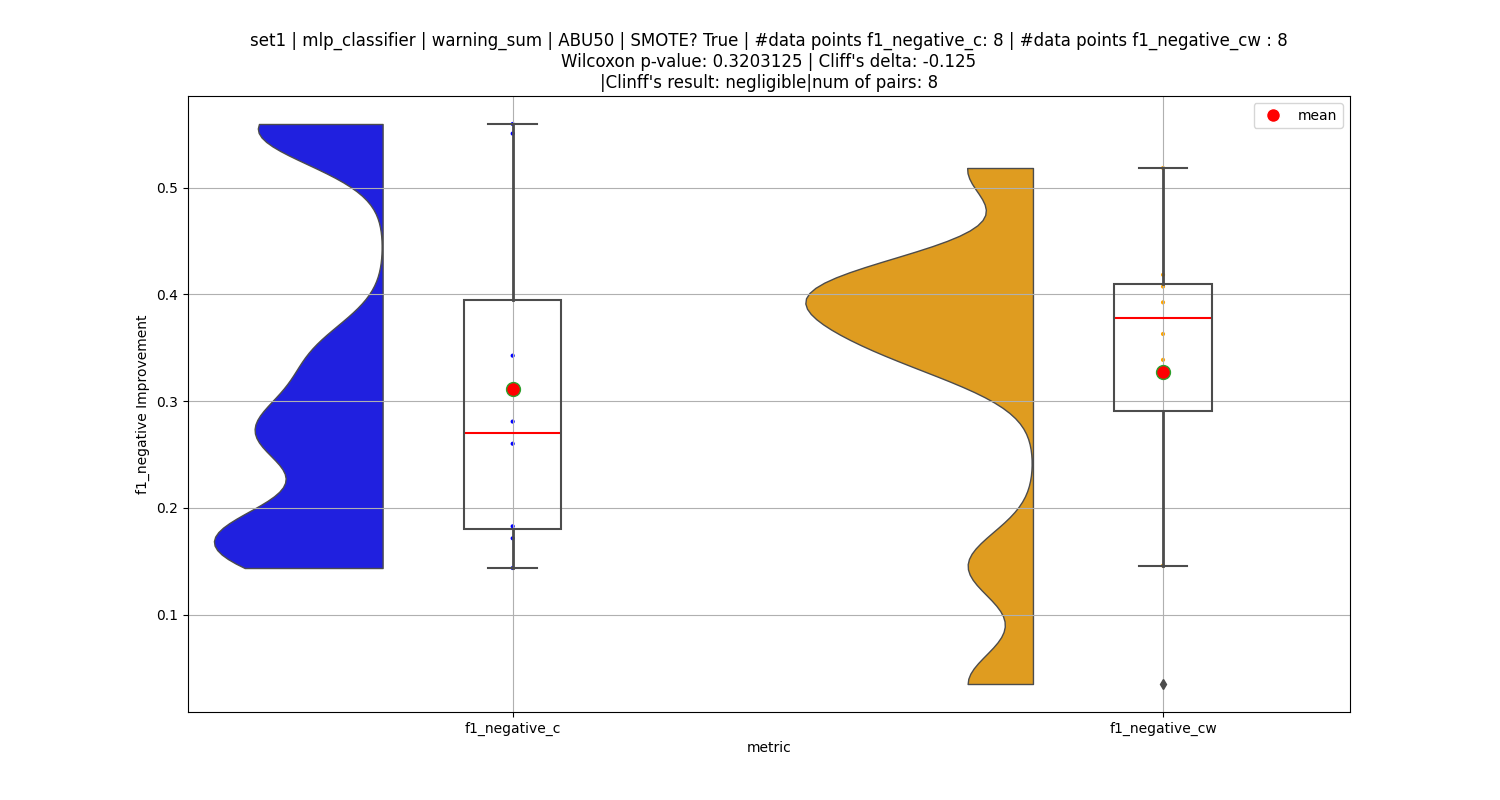 set1 | mlp_classifier | warning_sum | ABU50 | SMOTE? True | #data points f1_negative_c: 8 | #data points f1_negative_cw : 8
Wilcoxon p-value: 0.3203125 | Cliff's delta: -0.125
|Clinff's result: negligible|num of pairs: 8
mean
0.5
0.4
0.3
0.2
0.1
f1_negative Improvement
f1_negative_c
f1_negative_cw
metric